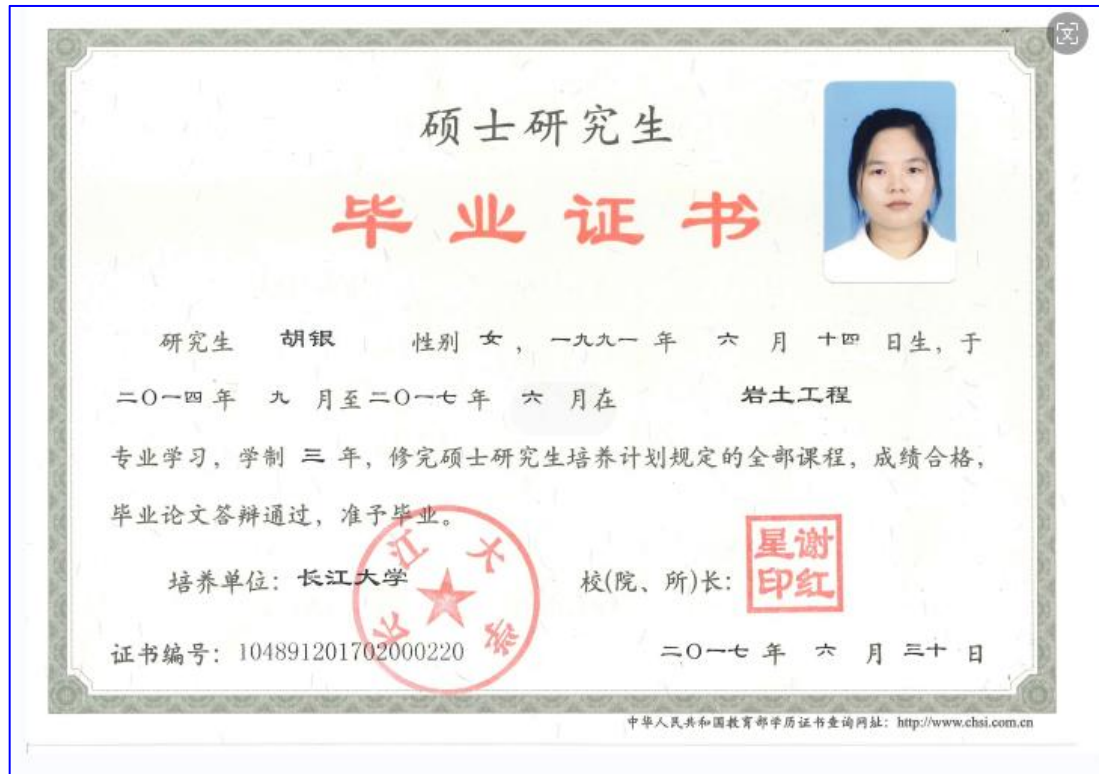 硕士研究生
毕业证书
研究生 胡银 性别 女，一九九一 年 六 月 十四 日生，于
二〇一四 年 九 月至 二〇一七 年 六 月在 岩土工程
专业学习，学制 三 年，修完硕士研究生培养计划规定的全部课程，成绩合格，
毕业论文答辩通过，准予毕业。
培养单位：长江大学 校(院、所)长：
长江大学
谢红星印
证书编号：104891201702000220 二〇一七 年 六 月 三十 日
中华人民共和国教育部学历证书查询网址：http://www.chsi.com.cn